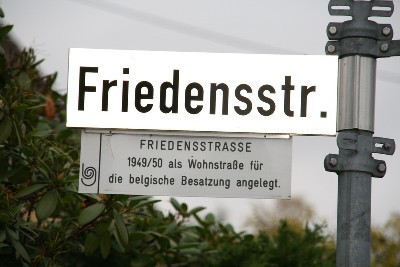 Friedensstr.
FRIEDENSSTRASSE
1949/50 als Wohnstraße für
die belgische Besatzung angelegt.